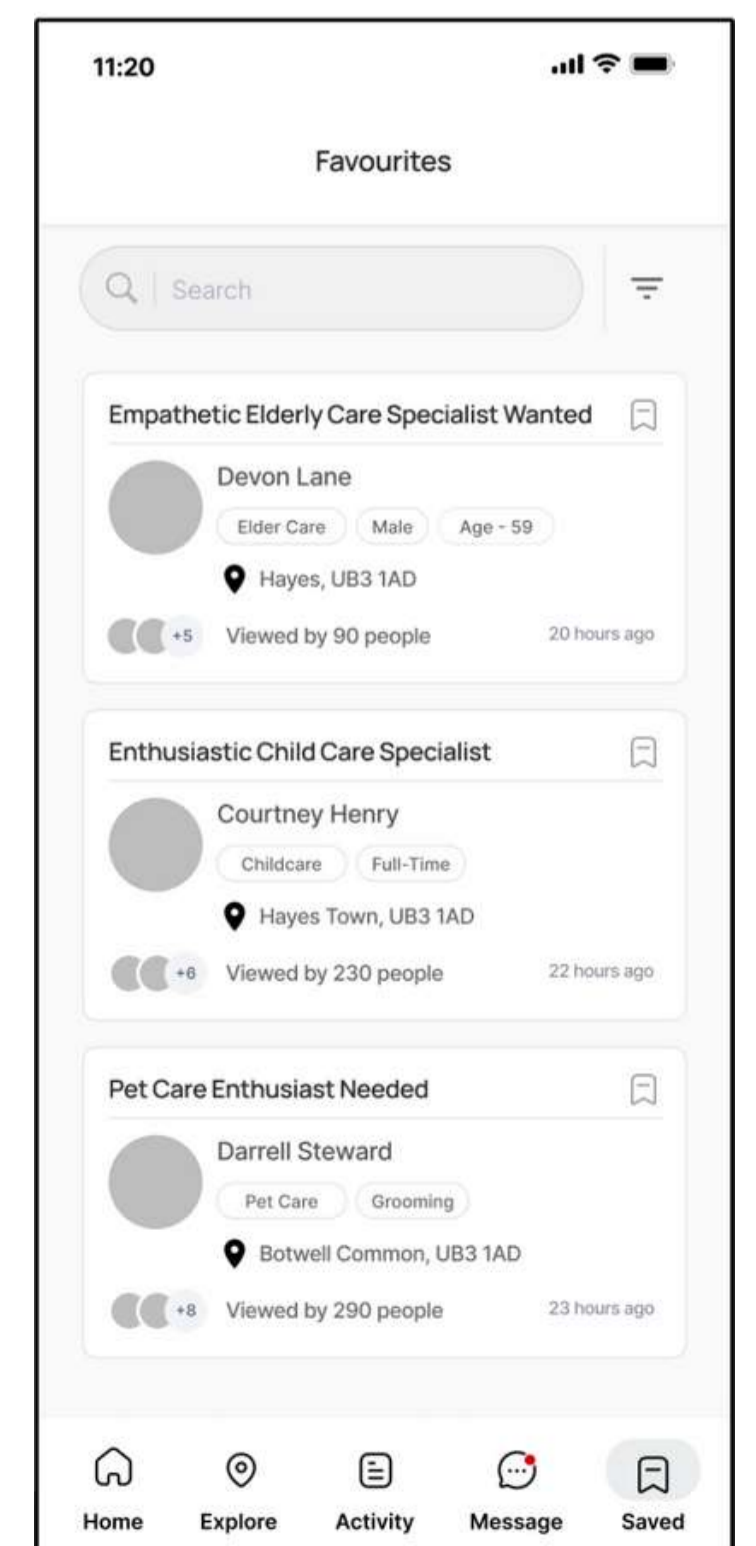 11:20
Favourites
Search
Empathetic Elderly Care Specialist Wanted
Devon Lane
Elder Care Male Age - 59
Hayes, UB3 1AD
+5 Viewed by 90 people 20 hours ago
Enthusiastic Child Care Specialist
Courtney Henry
Childcare Full-Time
Hayes Town, UB3 1AD
+6 Viewed by 230 people 22 hours ago
Pet Care Enthusiast Needed
Darrell Steward
Pet Care Grooming
Botwell Common, UB3 1AD
+8 Viewed by 290 people 23 hours ago
Home Explore Activity Message Saved